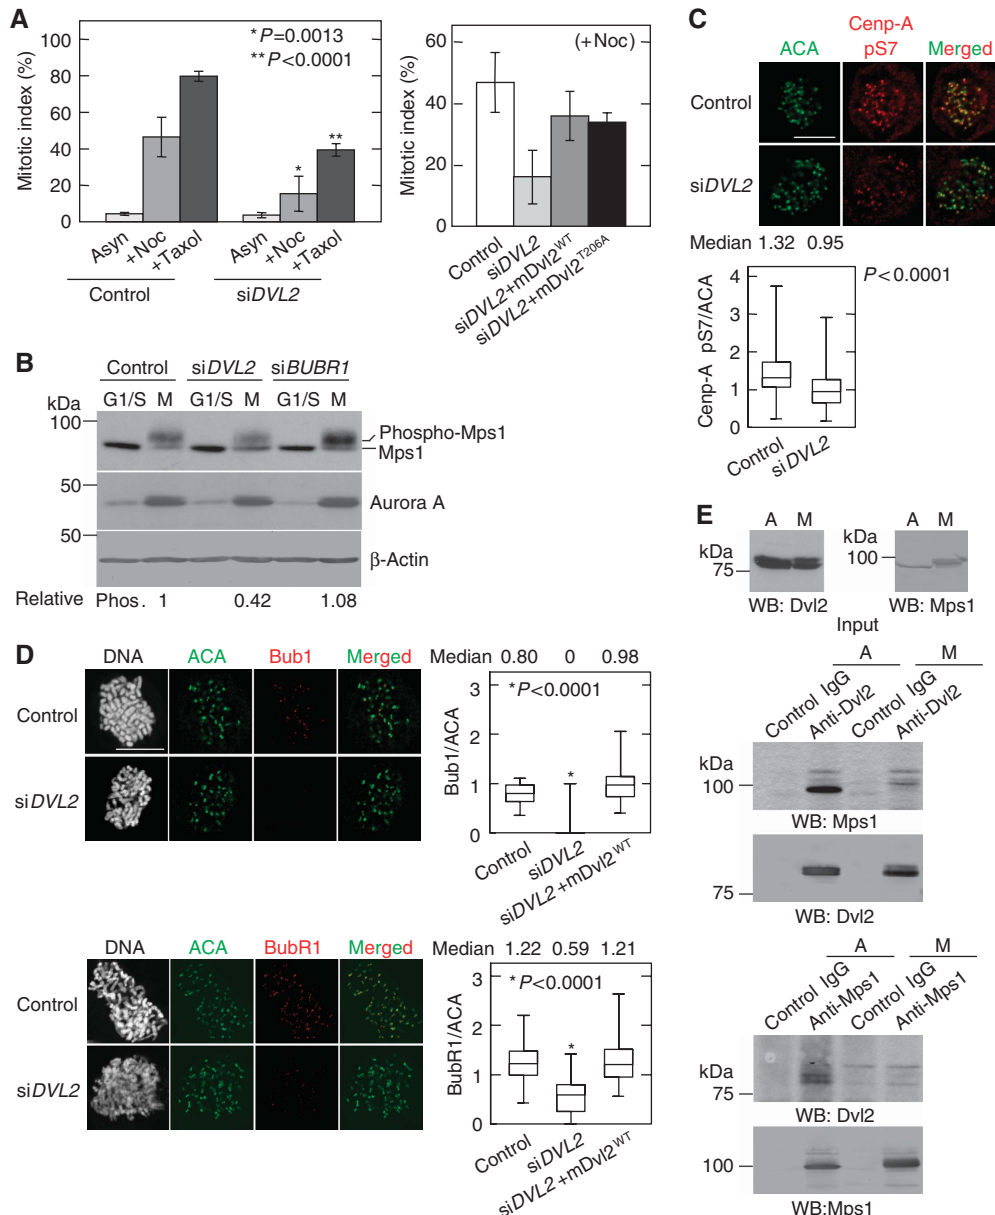 A
Mitotic index (%)
100
80
60
40
20
0
*P=0.0013
**P<0.0001
*
**
Asyn
+Noc
+Taxol
Asyn
+Noc
+Taxol
Control
siDVL2
Mitotic index (%)
60
40
20
0
(+Noc)
Control
siDVL2
siDVL2+mDvl2WT
siDVL2+mDvl2T206A
B
Control siDVL2 siBUBR1
kDa G1/S M G1/S M G1/S M
100
Phospho-Mps1
Mps1
50
Aurora A
50
β-Actin
Relative Phos. 1 0.42 1.08
C
Cenp-A
ACA pS7 Merged
Control
siDVL2
Median 1.32 0.95
P<0.0001
Cenp-A pS7/ACA
4
3
2
1
0
Control
siDVL2
D
DNA ACA Bub1 Merged
Control
siDVL2
Median 0.80 0 0.98
*P<0.0001
Bub1/ACA
3
2
1
0
*
Control
siDVL2
siDVL2+mDvl2WT
DNA ACA BubR1 Merged
Control
siDVL2
Median 1.22 0.59 1.21
*P<0.0001
BubR1/ACA
3
2
1
0
*
Control
siDVL2
siDVL2+mDvl2WT
E
A M
kDa
75
WB: Dvl2
A M
kDa
100
WB: Mps1
Input
A M
Control IgG
Anti-Dvl2
Control IgG
Anti-Dvl2
kDa
100
WB: Mps1
75
WB: Dvl2
A M
Control IgG
Anti-Mps1
Control IgG
Anti-Mps1
kDa
75
WB: Dvl2
100
WB:Mps1